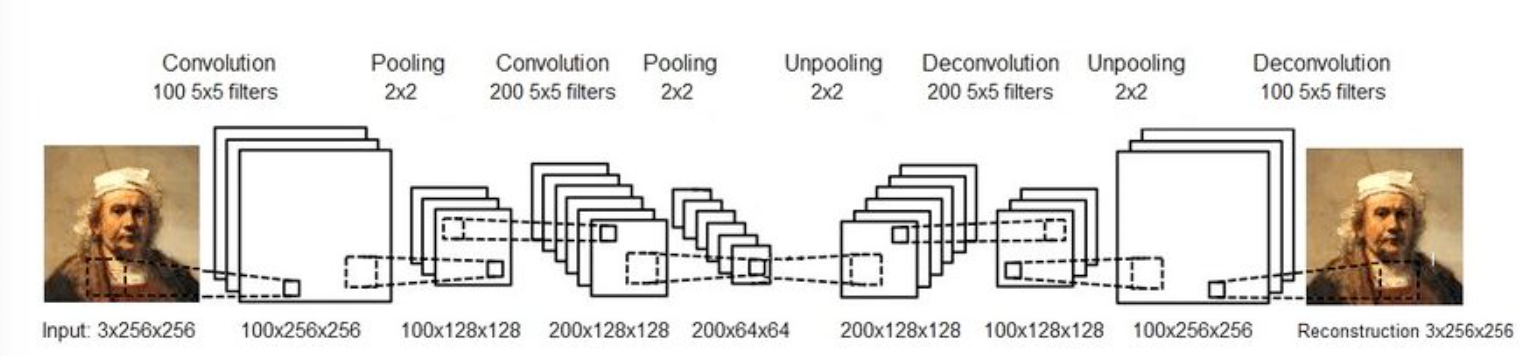 Convolution
100 5x5 filters
Pooling
2x2
Convolution
200 5x5 filters
Pooling
2x2
Unpooling
2x2
Deconvolution
200 5x5 filters
Unpooling
2x2
Deconvolution
100 5x5 filters
Input: 3x256x256
100x256x256
100x128x128
200x128x128
200x64x64
200x128x128
100x128x128
100x256x256
Reconstruction 3x256x256